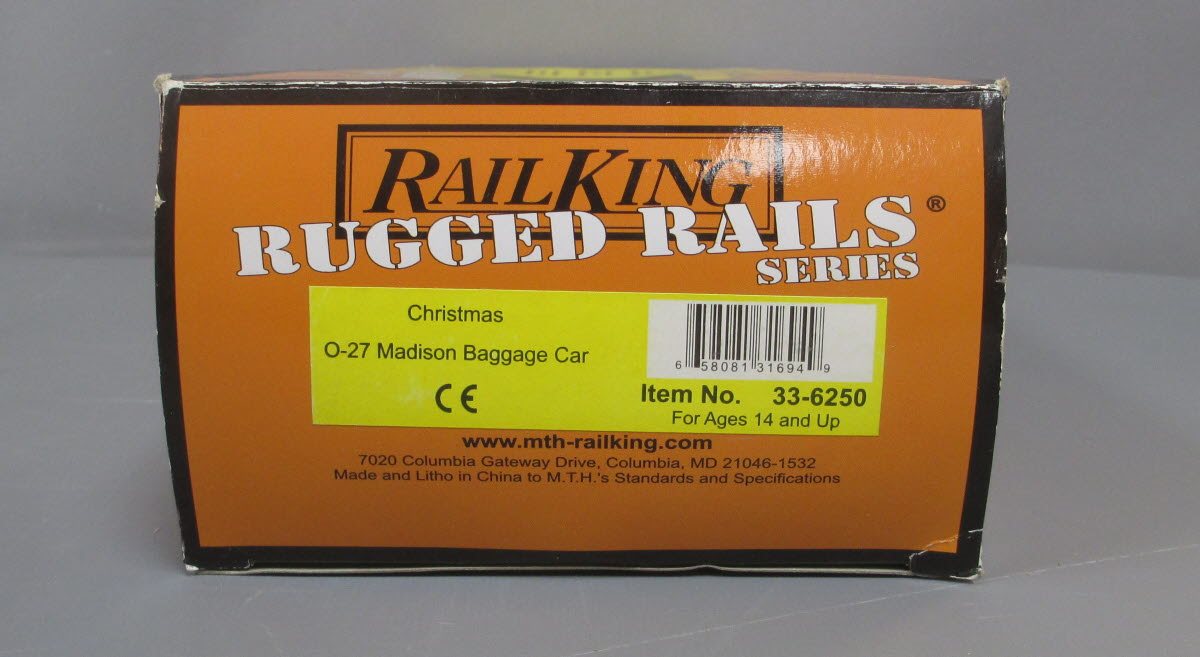 RAILKING
RUGGED RAILS®
SERIES
Christmas
O-27 Madison Baggage Car
CE
6 58081 31694 9
Item No. 33-6250
For Ages 14 and Up
www.mth-railking.com
7020 Columbia Gateway Drive, Columbia, MD 21046-1532
Made and Litho in China to M.T.H.'s Standards and Specifications